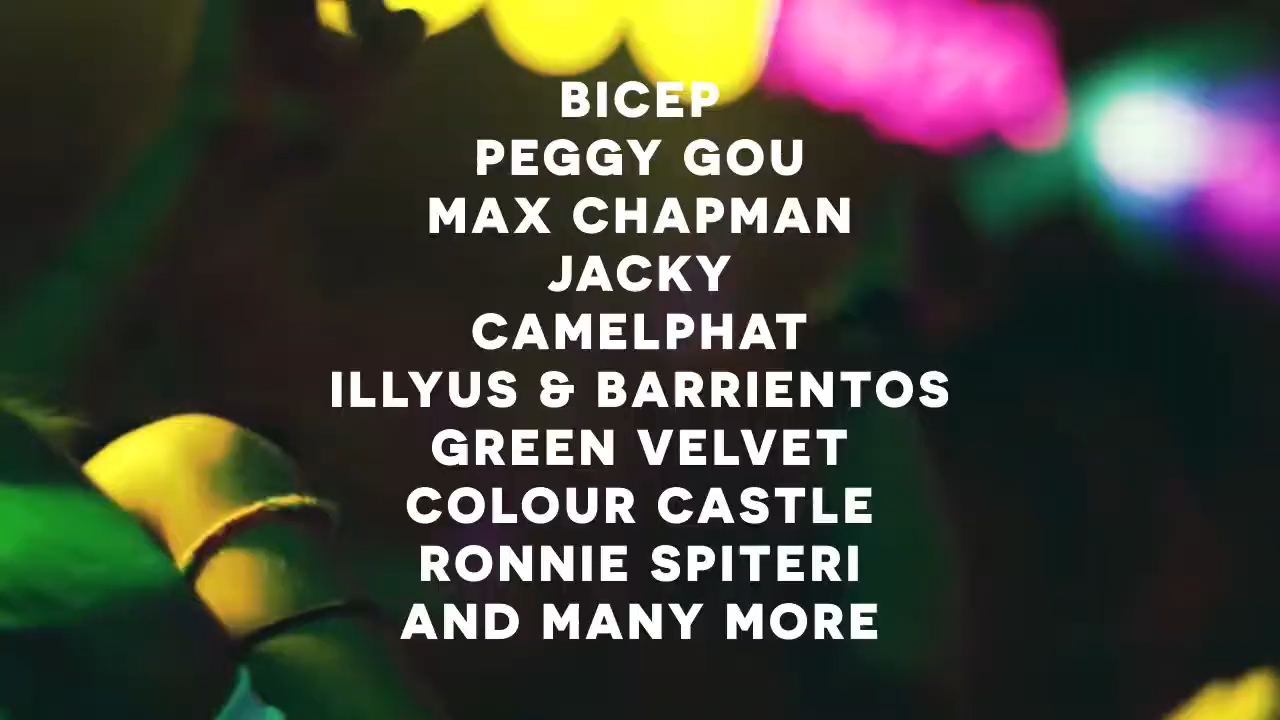 BICEP
PEGGY GOU
MAX CHAPMAN
JACKY
CAMELPHAT
ILLYUS & BARRIENTOS
GREEN VELVET
COLOUR CASTLE
RONNIE SPITERI
AND MANY MORE